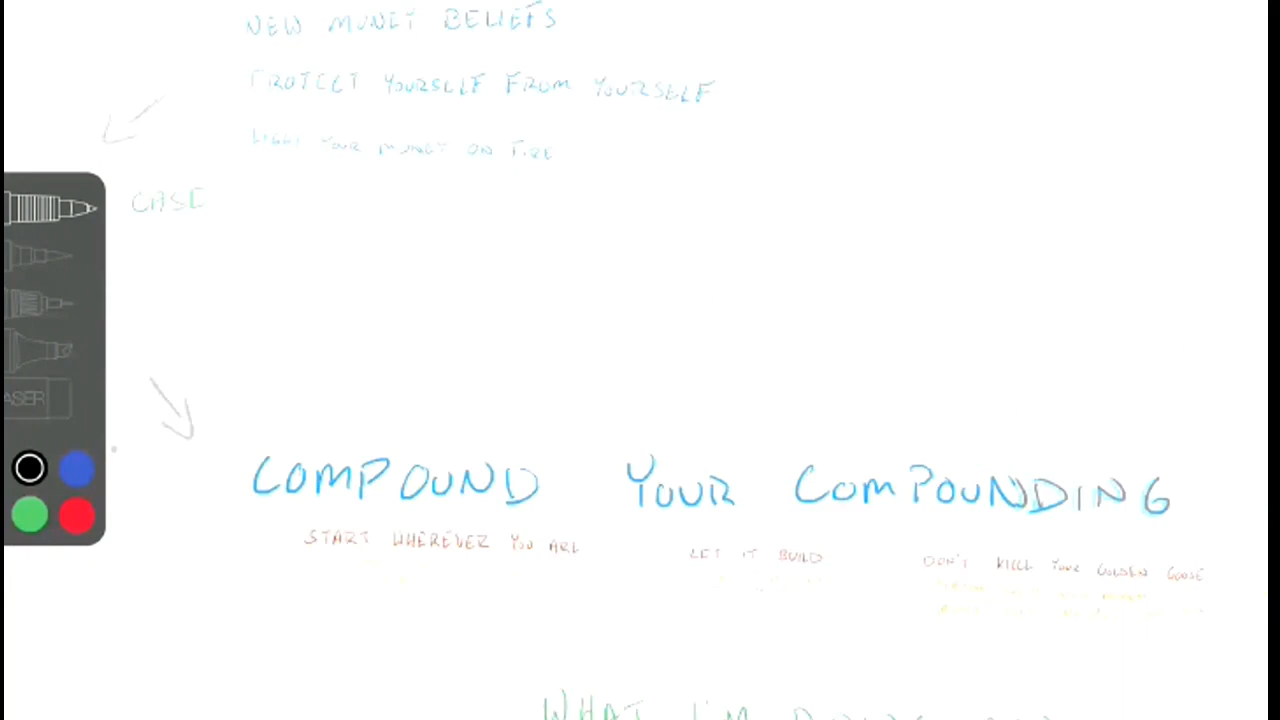 NEW MONEY BELIEFS
PROTECT YOURSELF FROM YOURSELF
LIGHT YOUR MONEY ON FIRE
CASE
ASER
COMPOUND YOUR COMPOUNDING
START WHEREVER YOU ARE
LET IT BUILD
DON'T KILL YOUR GOLDEN GOOSE
WHAT I'M